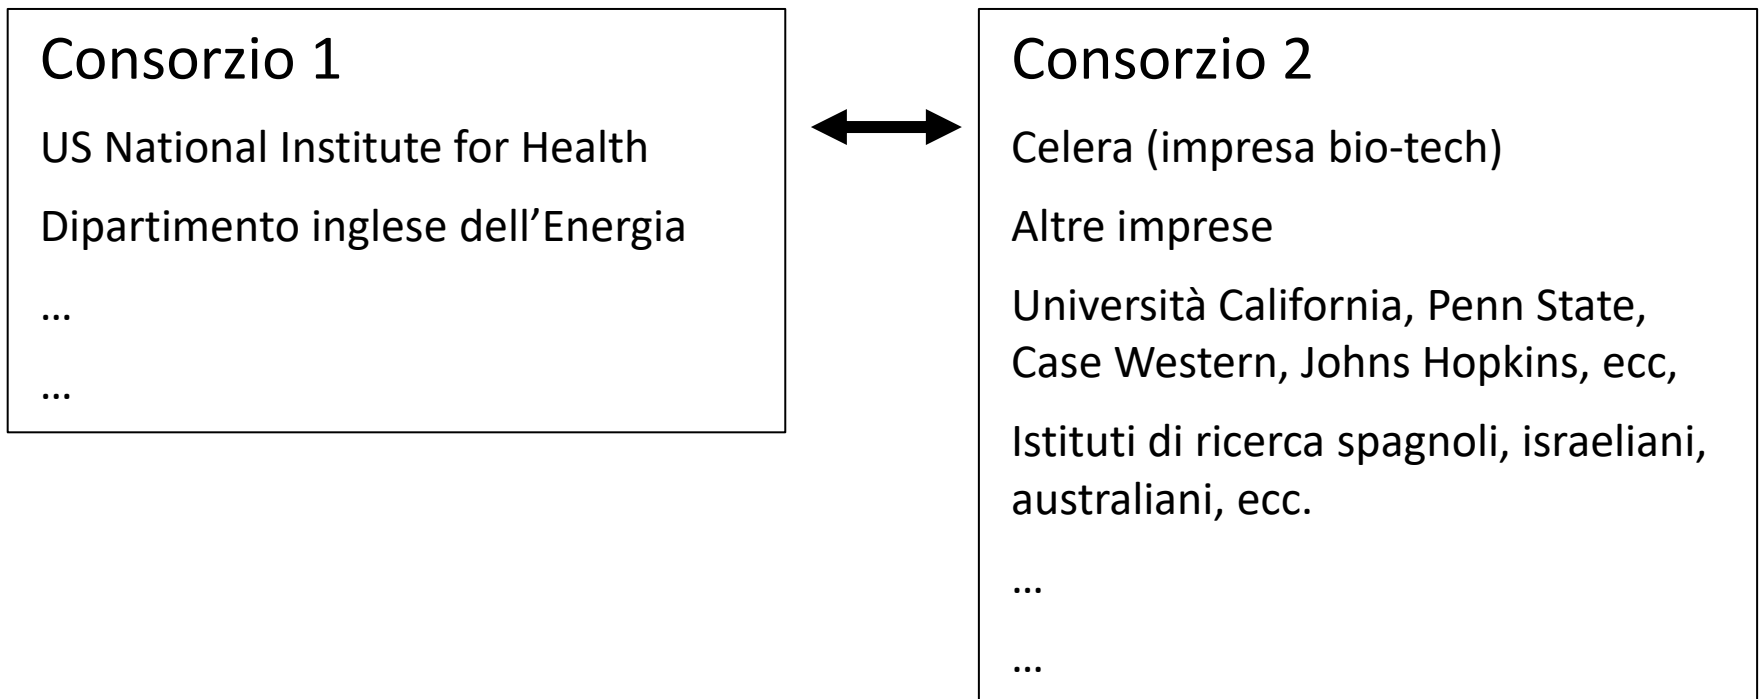 Consorzio 1
US National Institute for Health
Dipartimento inglese dell’Energia
…
…
Consorzio 2
Celera (impresa bio-tech)
Altre imprese
Università California, Penn State,
Case Western, Johns Hopkins, ecc,
Istituti di ricerca spagnoli, israeliani,
australiani, ecc.
…
…